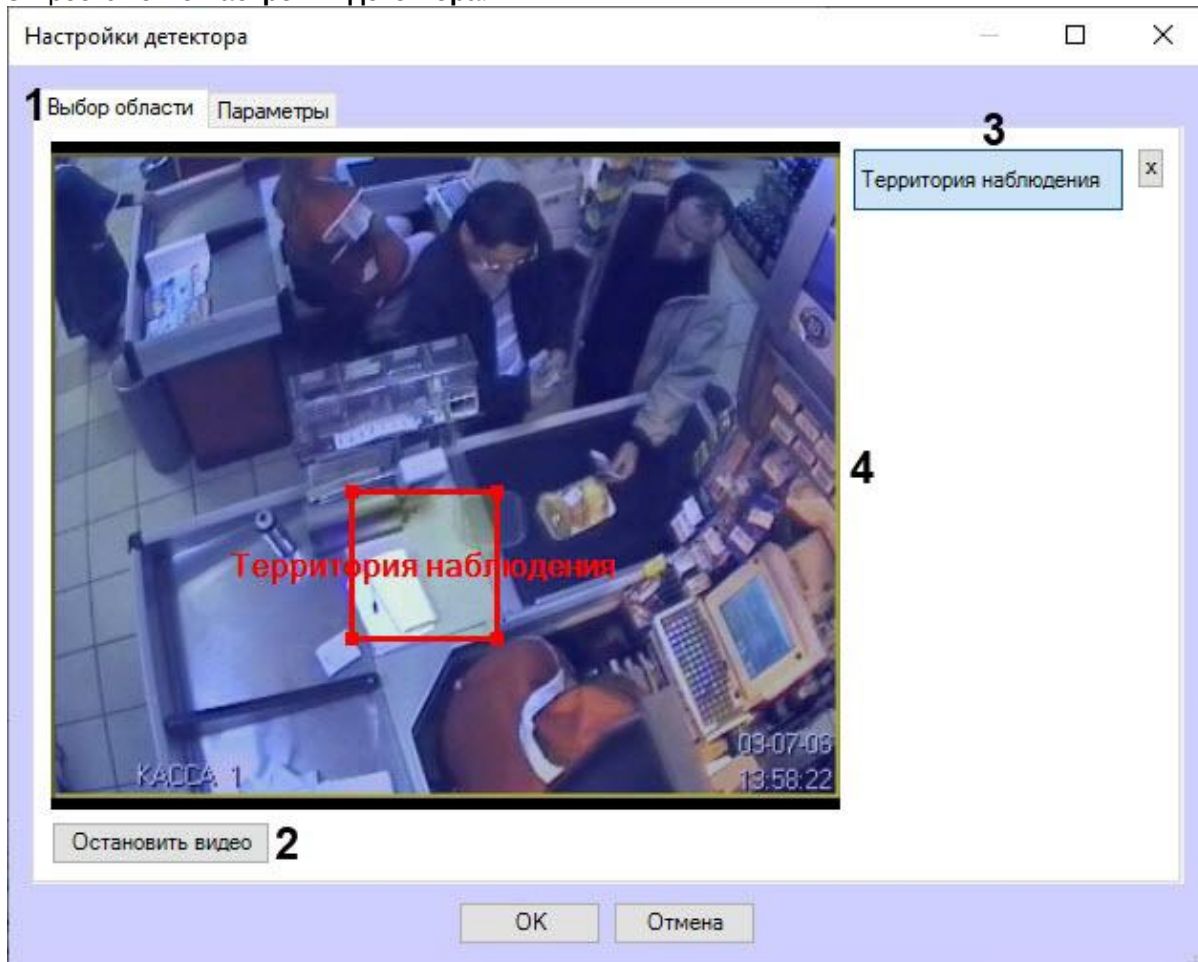 Настройки детектора
1 Выбор области Параметры
3
Территория наблюдения x
4
Территория наблюдения
КАССА 1
03-07-08
13:58:22
Остановить видео 2
OK Отмена